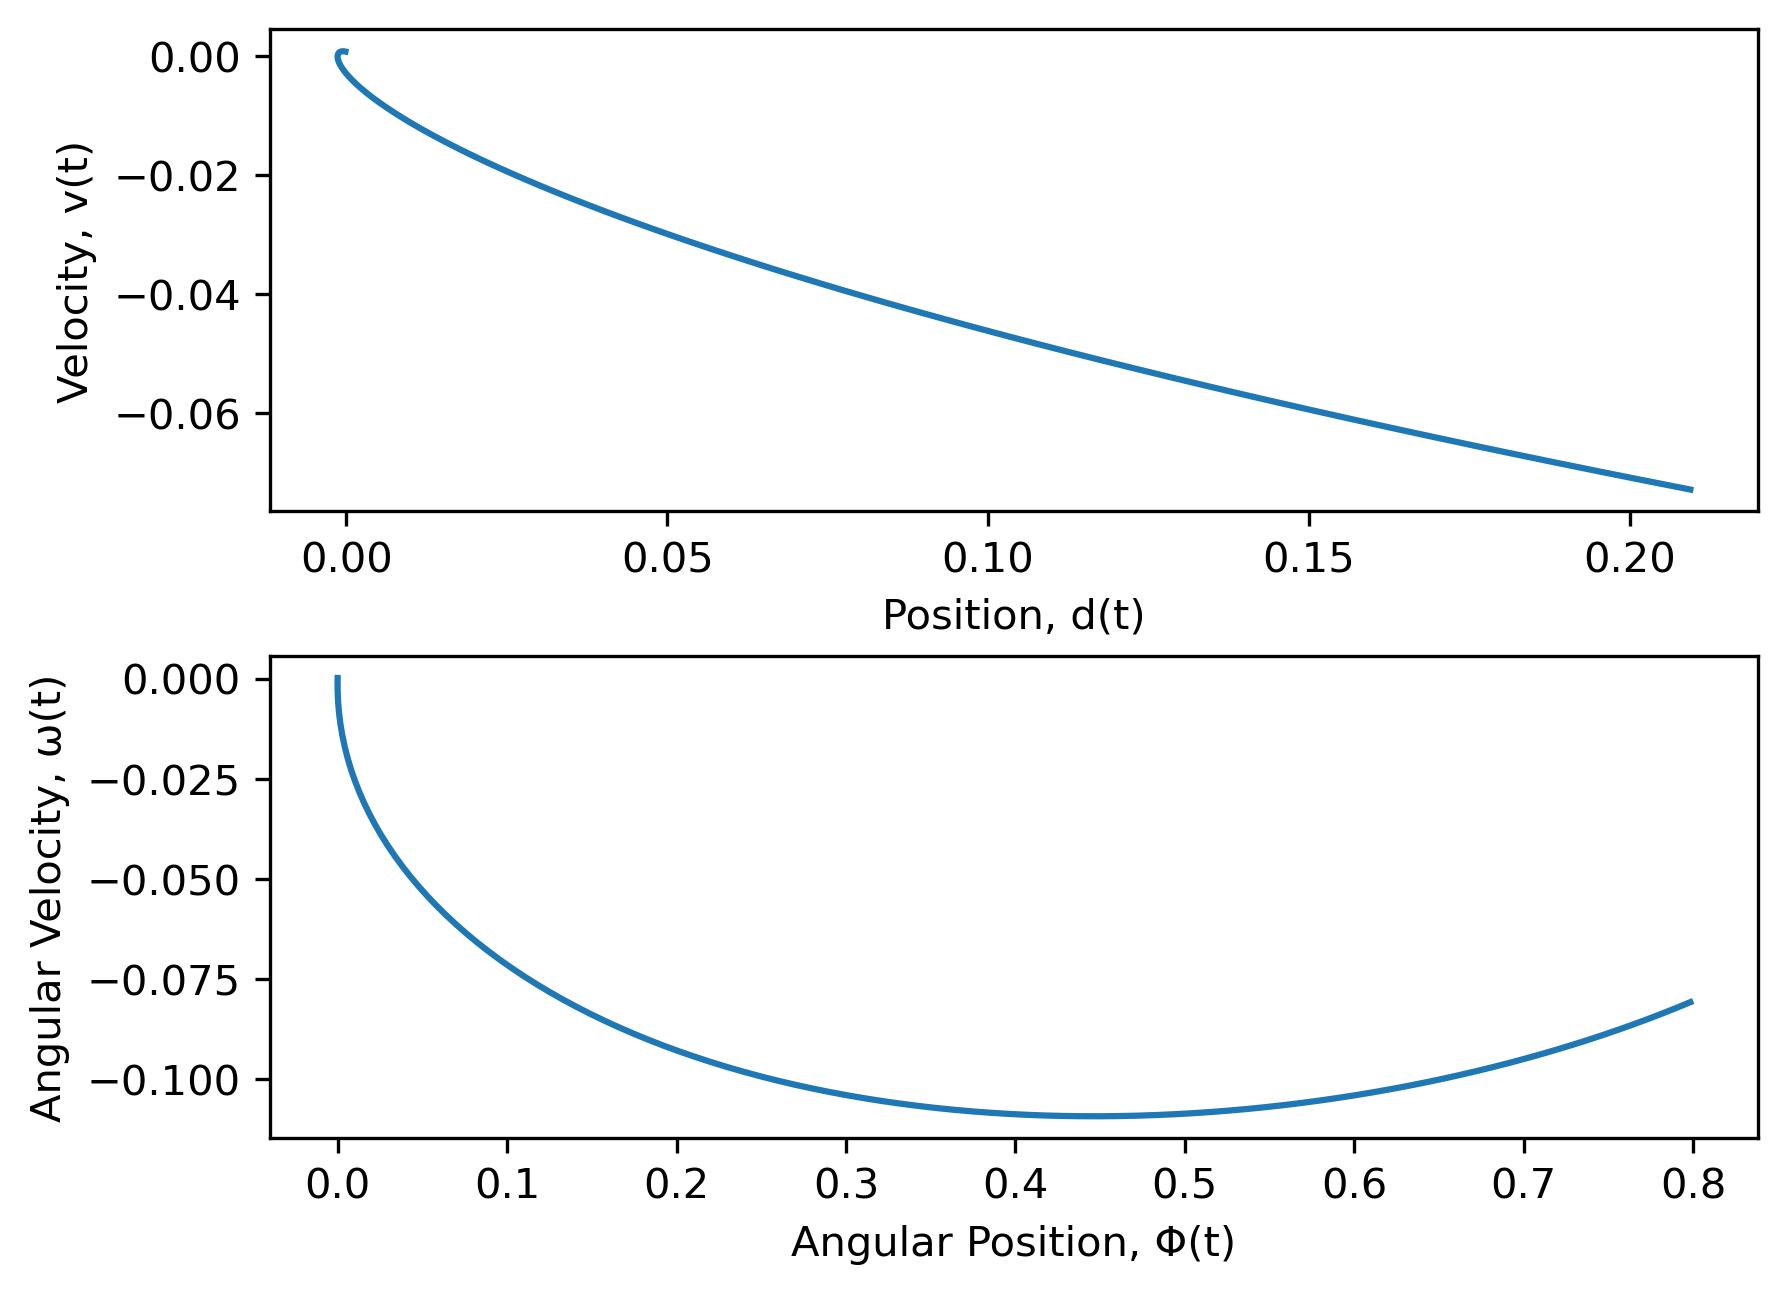 0.00
−0.02
−0.04
−0.06
Velocity, v(t)
0.00 0.05 0.10 0.15 0.20
Position, d(t)
0.000
−0.025
−0.050
−0.075
−0.100
Angular Velocity, ω(t)
0.0 0.1 0.2 0.3 0.4 0.5 0.6 0.7 0.8
Angular Position, Φ(t)